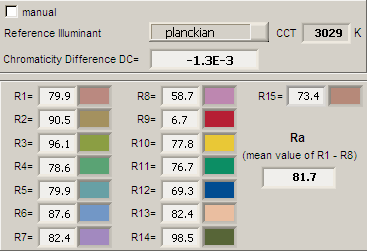 manual
Reference Illuminant planckian CCT 3029 K
Chromaticity Difference DC= -1.3E-3
R1= 79.9 R8= 58.7 R15= 73.4
R2= 90.5 R9= 6.7
R3= 96.1 R10= 77.8 Ra
R4= 78.6 R11= 76.7 (mean value of R1 - R8)
R5= 79.9 R12= 69.3 81.7
R6= 87.6 R13= 82.4
R7= 82.4 R14= 98.5